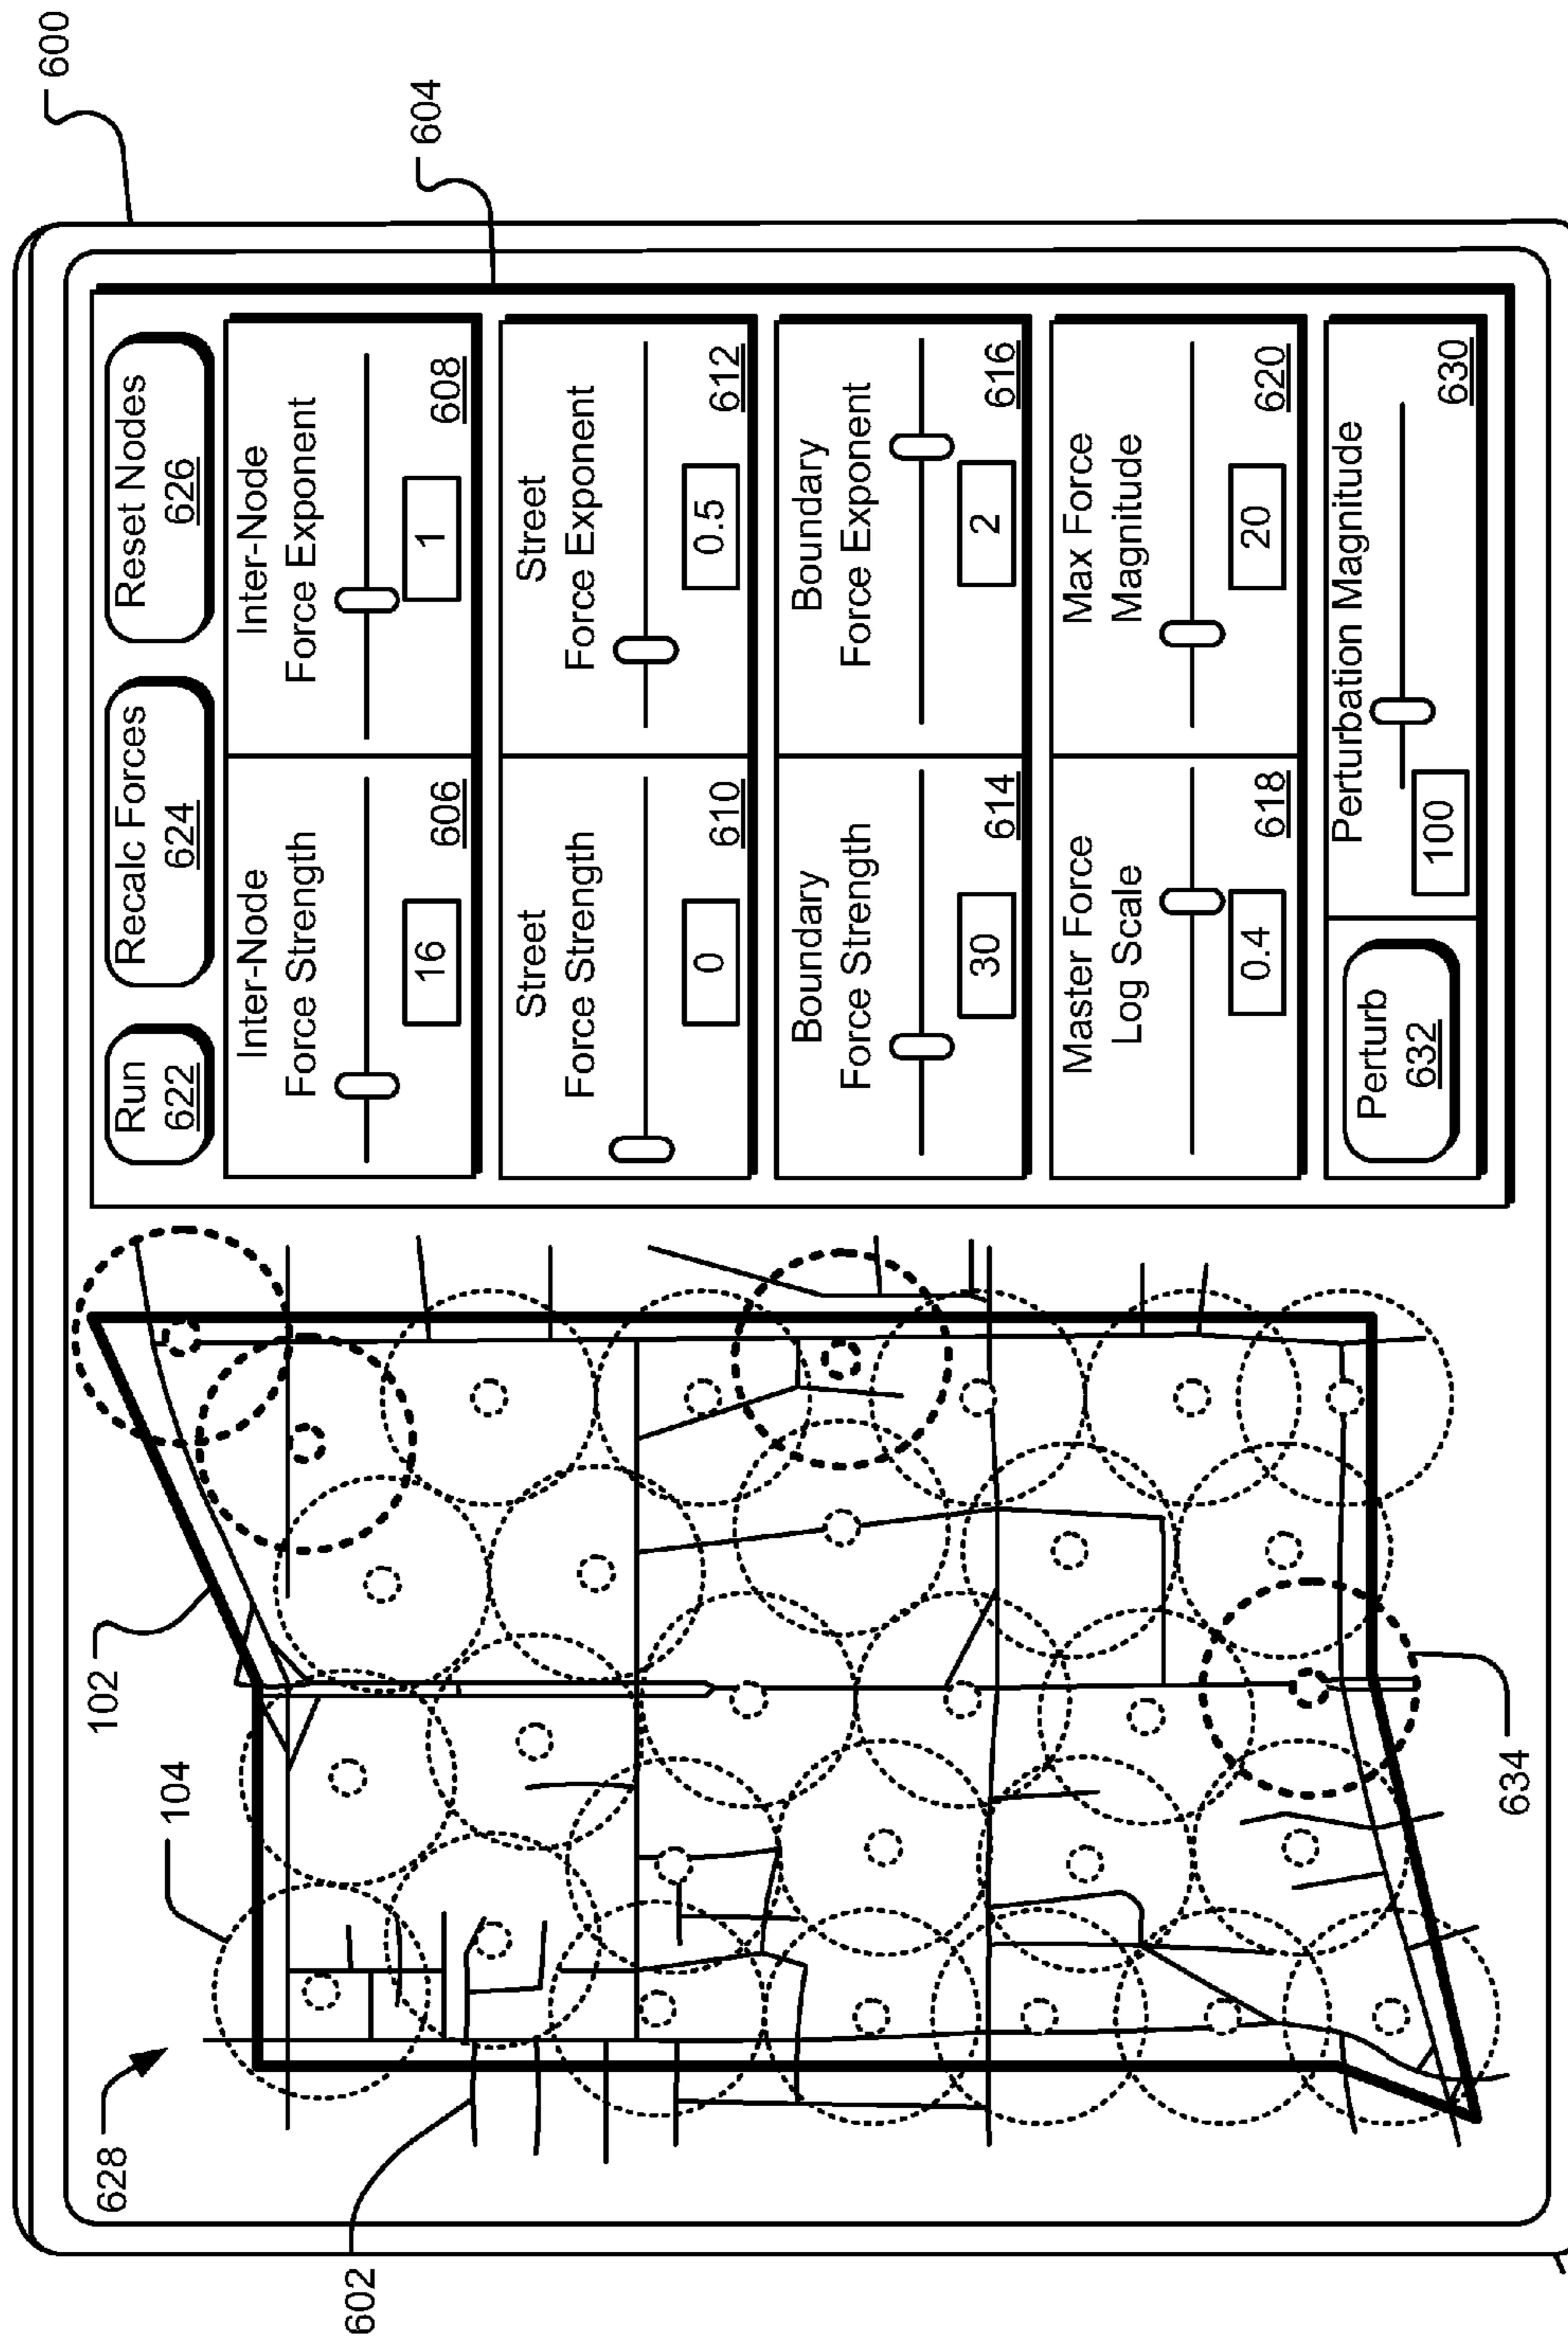 600
604
Run
622
Recalc Forces
624
Reset Nodes
626
Inter-Node
Force Strength
16
606
Inter-Node
Force Exponent
1
608
Street
Force Strength
0
610
Street
Force Exponent
0.5
612
Boundary
Force Strength
30
614
Boundary
Force Exponent
2
616
Master Force
Log Scale
0.4
618
Max Force
Magnitude
20
620
Perturb
632
Perturbation Magnitude
100
630
628
104
102
602
634